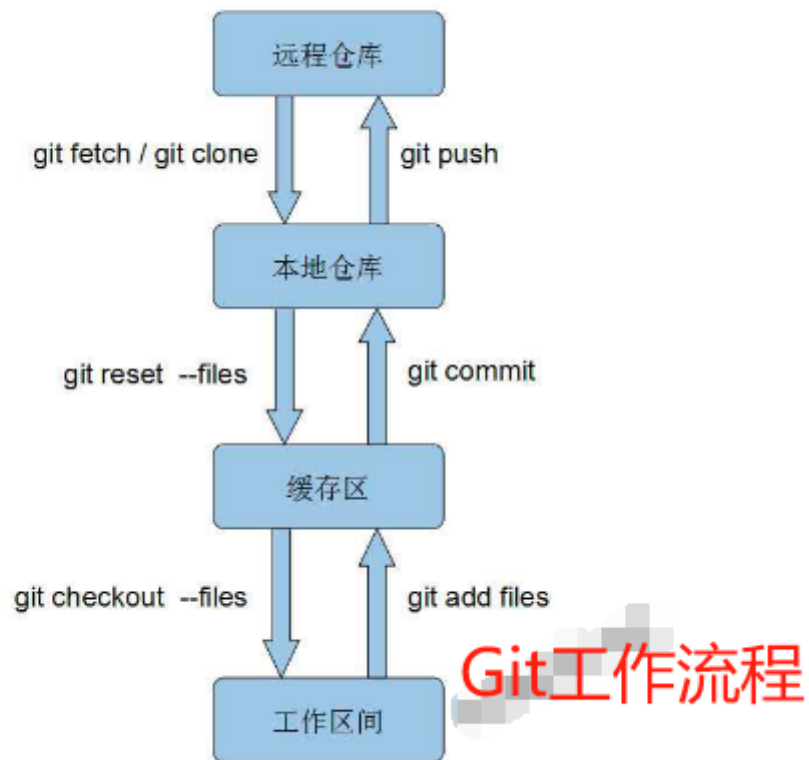 远程仓库
git fetch / git clone
git push
本地仓库
git reset --files
git commit
缓存区
git checkout --files
git add files
工作区间
Git工作流程